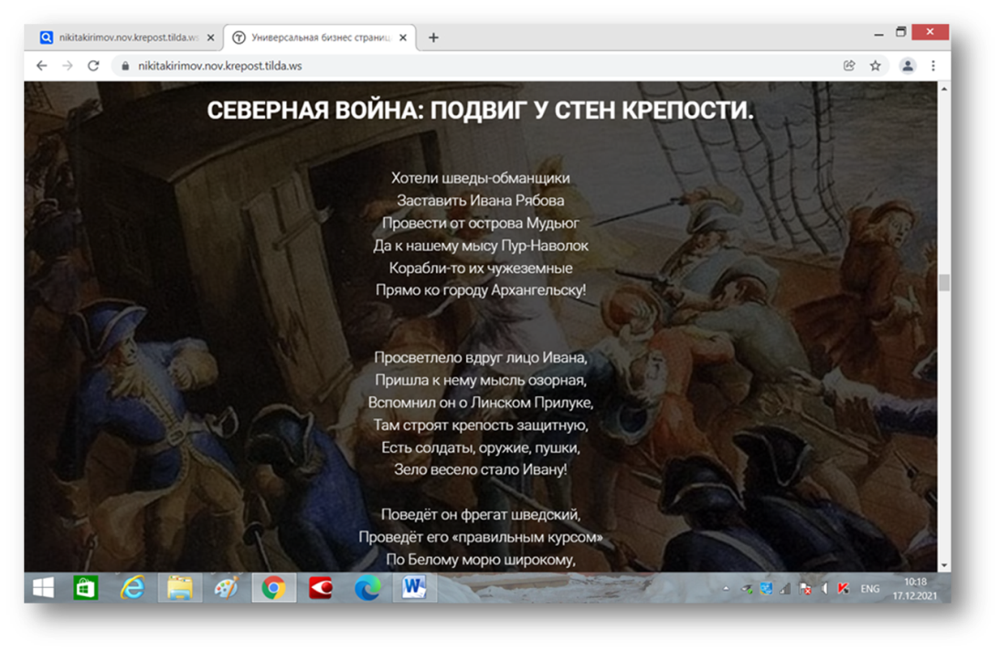 nikitakirimov.nov.krepost.tilda.ws
Универсальная бизнес страниц
nikitakirimov.nov.krepost.tilda.ws
СЕВЕРНАЯ ВОЙНА: ПОДВИГ У СТЕН КРЕПОСТИ.
Хотели шведы-обманщики
Заставить Ивана Рябова
Провести от острова Мудьюг
Да к нашему мысу Пур-Наволок
Корабли-то их чужеземные
Прямо ко городу Архангельску!
Просветлело вдруг лицо Ивана,
Пришла к нему мысль озорная,
Вспомнил он о Линском Прилуке,
Там строят крепость защитную,
Есть солдаты, оружие, пушки,
Зело весело стало Ивану!
Поведёт он фрегат шведский,
Проведёт его «правильным курсом»
По Белому морю широкому,
ENG
10:18
17.12.2021